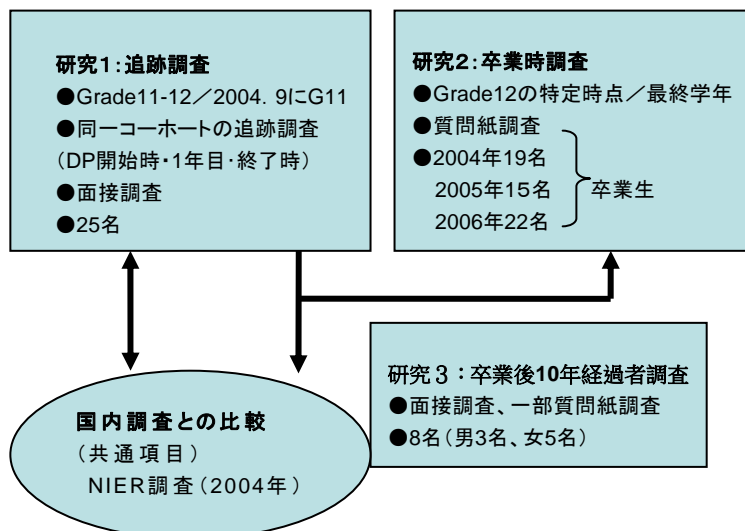 研究1：追跡調査
●Grade11-12／2004．9にG11
●同一コーホートの追跡調査
（DP開始時・1年目・終了時）
●面接調査
●25名
研究2：卒業時調査
●Grade12の特定時点／最終学年
●質問紙調査
●2004年19名
2005年15名
2006年22名
卒業生
研究３：卒業後10年経過者調査
●面接調査、一部質問紙調査
●8名（男3名、女5名）
国内調査との比較
（共通項目）
NIER調査（2004年）